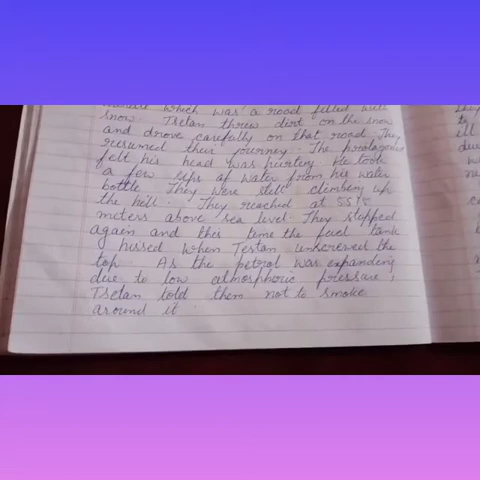 which was a road filled with
snow. Tsetan threw dirt on the snow
and drove carefully on that road. They
resumed their journey. The protagonist
felt his head was hurting. He took
a few sips of water from his water
bottle. They were still climbing up
the hill. They reached at 5515
meters above sea level. They stopped
again and this time the fuel tank
hissed when Testan unscrewed the
top. As the petrol was expanding
due to low atmospheric pressure,
Tsetan told them not to smoke
around it